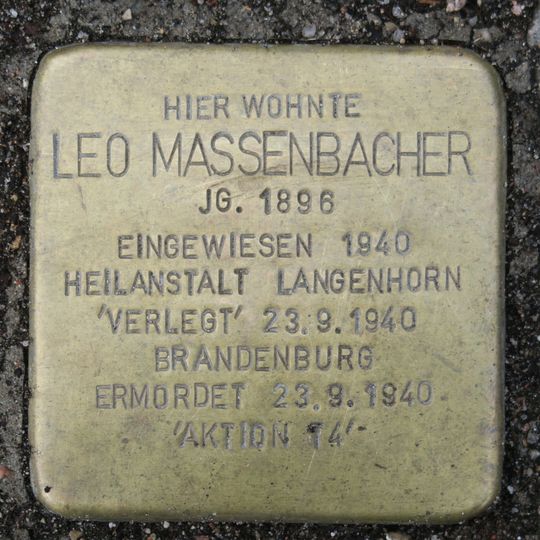 HIER WOHNTE
LEO MASSENBACHER
JG. 1896
EINGEWIESEN 1940
HEILANSTALT LANGENHORN
'VERLEGT' 23.9.1940
BRANDENBURG
ERMORDET 23.9.1940
'AKTION T4'